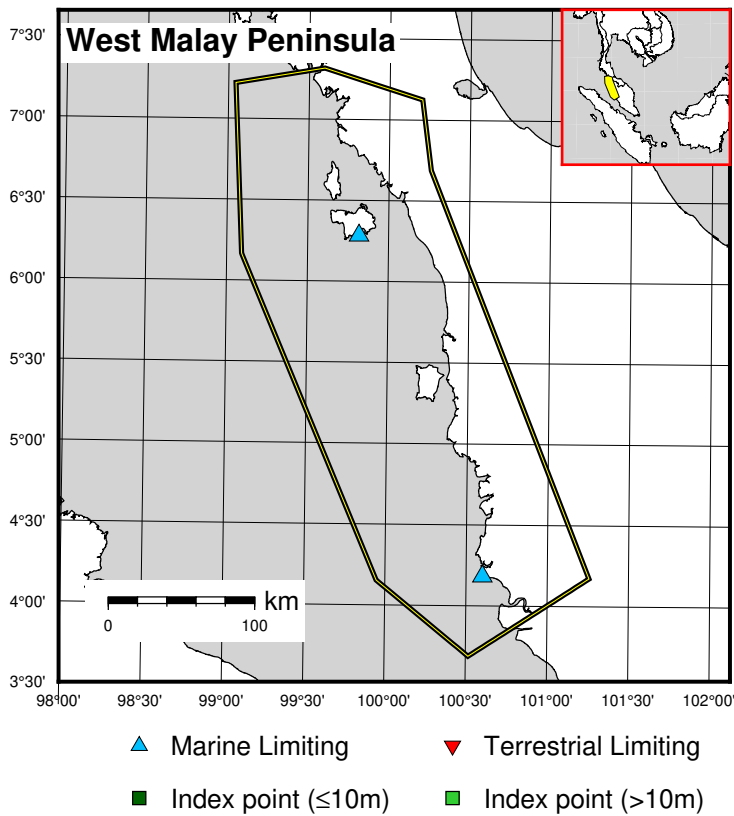 West Malay Peninsula
7°30'
7°00'
6°30'
6°00'
5°30'
5°00'
4°30'
4°00'
3°30'
km
0 100
98°00' 98°30' 99°00' 99°30' 100°00' 100°30' 101°00' 101°30' 102°00'
Marine Limiting Terrestrial Limiting
Index point (≤10m) Index point (>10m)